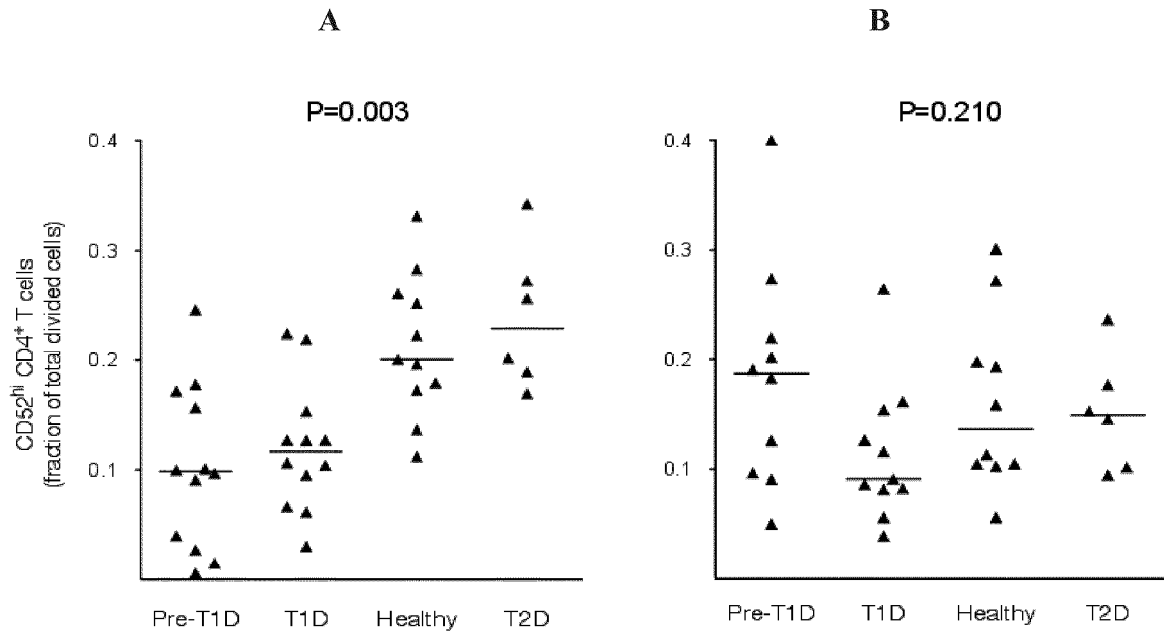 A
B
P=0.003
P=0.210
CD52hi CD4+ T cells
(fraction of total divided cells)
0.4
0.3
0.2
0.1
Pre-T1D T1D Healthy T2D
0.4
0.3
0.2
0.1
Pre-T1D T1D Healthy T2D